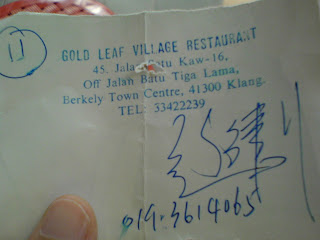 11
GOLD LEAF VILLAGE RESTAURANT
45. Jalan Batu Kaw-16,
Off Jalan Batu Tiga Lama,
Berkely Town Centre, 41300 Klang.
TEL: 33422239
019-3614065